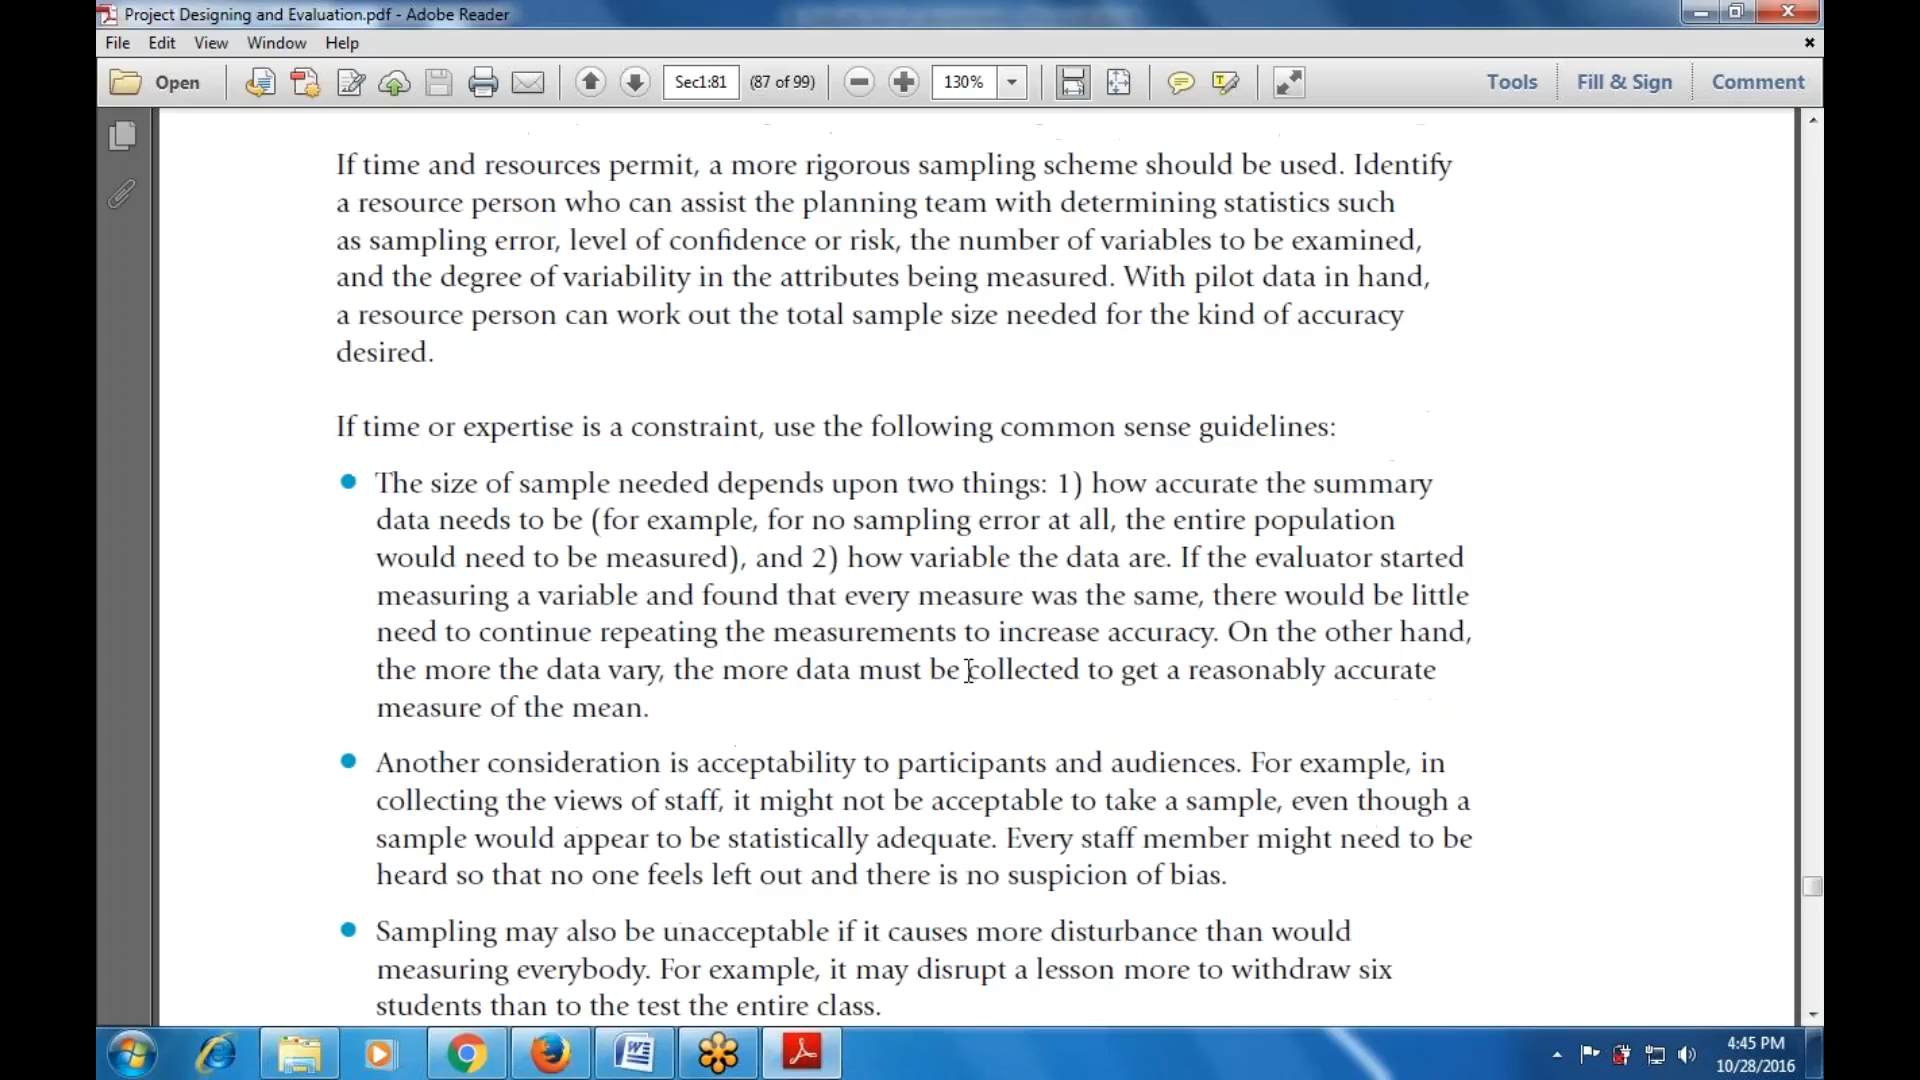 Project Designing and Evaluation.pdf - Adobe Reader
File Edit View Window Help
Open Sec1:81 (87 of 99) 130% Tools Fill & Sign Comment
If time and resources permit, a more rigorous sampling scheme should be used. Identify
a resource person who can assist the planning team with determining statistics such
as sampling error, level of confidence or risk, the number of variables to be examined,
and the degree of variability in the attributes being measured. With pilot data in hand,
a resource person can work out the total sample size needed for the kind of accuracy
desired.
If time or expertise is a constraint, use the following common sense guidelines:
The size of sample needed depends upon two things: 1) how accurate the summary
data needs to be (for example, for no sampling error at all, the entire population
would need to be measured), and 2) how variable the data are. If the evaluator started
measuring a variable and found that every measure was the same, there would be little
need to continue repeating the measurements to increase accuracy. On the other hand,
the more the data vary, the more data must be collected to get a reasonably accurate
measure of the mean.
Another consideration is acceptability to participants and audiences. For example, in
collecting the views of staff, it might not be acceptable to take a sample, even though a
sample would appear to be statistically adequate. Every staff member might need to be
heard so that no one feels left out and there is no suspicion of bias.
Sampling may also be unacceptable if it causes more disturbance than would
measuring everybody. For example, it may disrupt a lesson more to withdraw six
students than to the test the entire class.
4:45 PM
10/28/2016